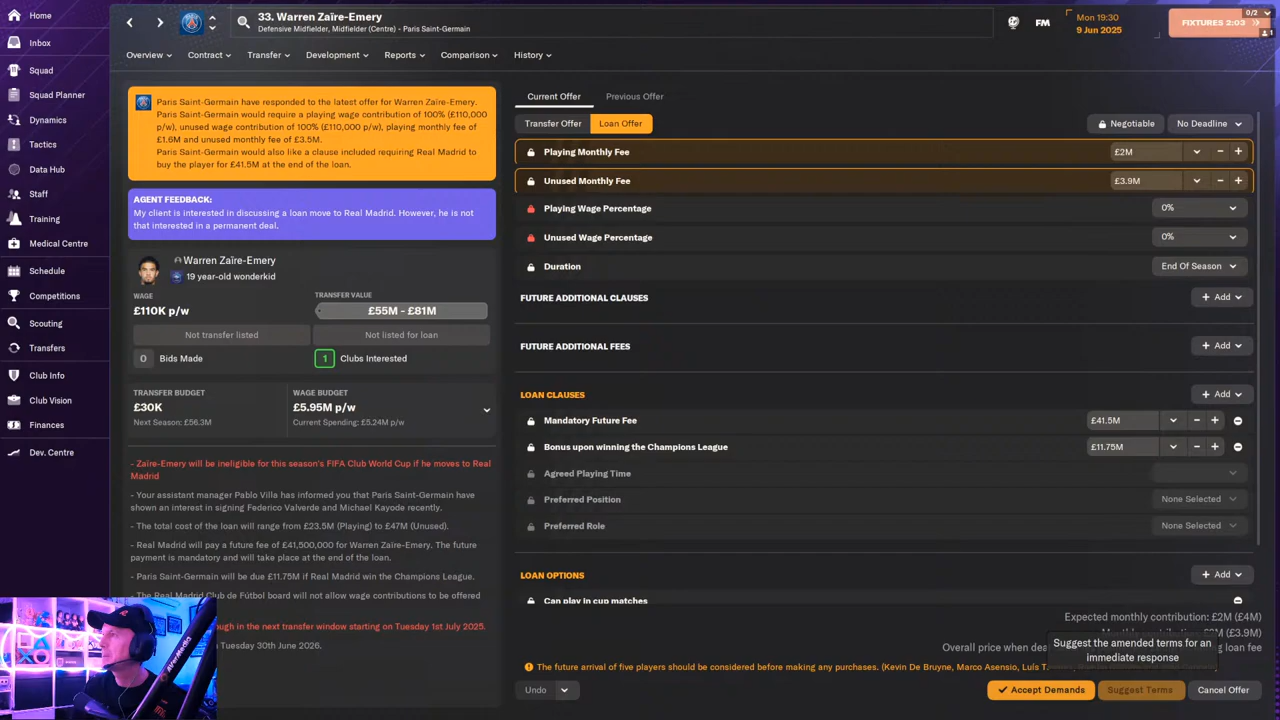 Home
Inbox
Squad
Squad Planner
Dynamics
Tactics
Data Hub
Staff
Training
Medical Centre
Schedule
Competitions
Scouting
Transfers
Club Info
Club Vision
Finances
Dev. Centre
33. Warren Zaïre-Emery
Defensive Midfielder, Midfielder (Centre) - Paris Saint-Germain
FM
Mon 19:30
9 Jun 2025
FIXTURES 2:03
0/2
1
Overview
Contract
Transfer
Development
Reports
Comparison
History
Paris Saint-Germain have responded to the latest offer for Warren Zaïre-Emery.
Paris Saint-Germain would require a playing wage contribution of 100% (£110,000
p/w), unused wage contribution of 100% (£110,000 p/w), playing monthly fee of
£1.6M and unused monthly fee of £3.5M.
Paris Saint-Germain would also like a clause included requiring Real Madrid to
buy the player for £41.5M at the end of the loan.
AGENT FEEDBACK:
My client is interested in discussing a loan move to Real Madrid. However, he is not
that interested in a permanent deal.
Warren Zaïre-Emery
19 year-old wonderkid
WAGE
£110K p/w
TRANSFER VALUE
£55M - £81M
Not transfer listed
Not listed for loan
0 Bids Made
1 Clubs Interested
TRANSFER BUDGET
£30K
Next Season: £56.3M
WAGE BUDGET
£5.95M p/w
Current Spending: £5.24M p/w
- Zaïre-Emery will be ineligible for this season's FIFA Club World Cup if he moves to Real
Madrid
- Your assistant manager Pablo Villa has informed you that Paris Saint-Germain have
shown an interest in signing Federico Valverde and Michael Kayode recently.
- The total cost of the loan will range from £23.5M (Playing) to £47M (Unused).
- Real Madrid will pay a future fee of £41,500,000 for Warren Zaïre-Emery. The future
payment is mandatory and will take place at the end of the loan.
- Paris Saint-Germain will be due £11.75M if Real Madrid win the Champions League.
- The Real Madrid Club de Fútbol board will not allow wage contributions to be offered
ugh in the next transfer window starting on Tuesday 1st July 2025.
Tuesday 30th June 2026.
Current Offer
Previous Offer
Transfer Offer
Loan Offer
Negotiable
No Deadline
Playing Monthly Fee £2M
Unused Monthly Fee £3.9M
Playing Wage Percentage 0%
Unused Wage Percentage 0%
Duration End Of Season
FUTURE ADDITIONAL CLAUSES + Add
FUTURE ADDITIONAL FEES + Add
LOAN CLAUSES + Add
Mandatory Future Fee £41.5M
Bonus upon winning the Champions League £11.75M
Agreed Playing Time
Preferred Position None Selected
Preferred Role None Selected
LOAN OPTIONS + Add
Can play in cup matches
Expected monthly contribution: £2M (£4M)
(£3.9M)
Overall price when dea
ng loan fee
Suggest the amended terms for an
immediate response
The future arrival of five players should be considered before making any purchases. (Kevin De Bruyne, Marco Asensio, Luís
Undo
Accept Demands
Suggest Terms
Cancel Offer
AVerMedia